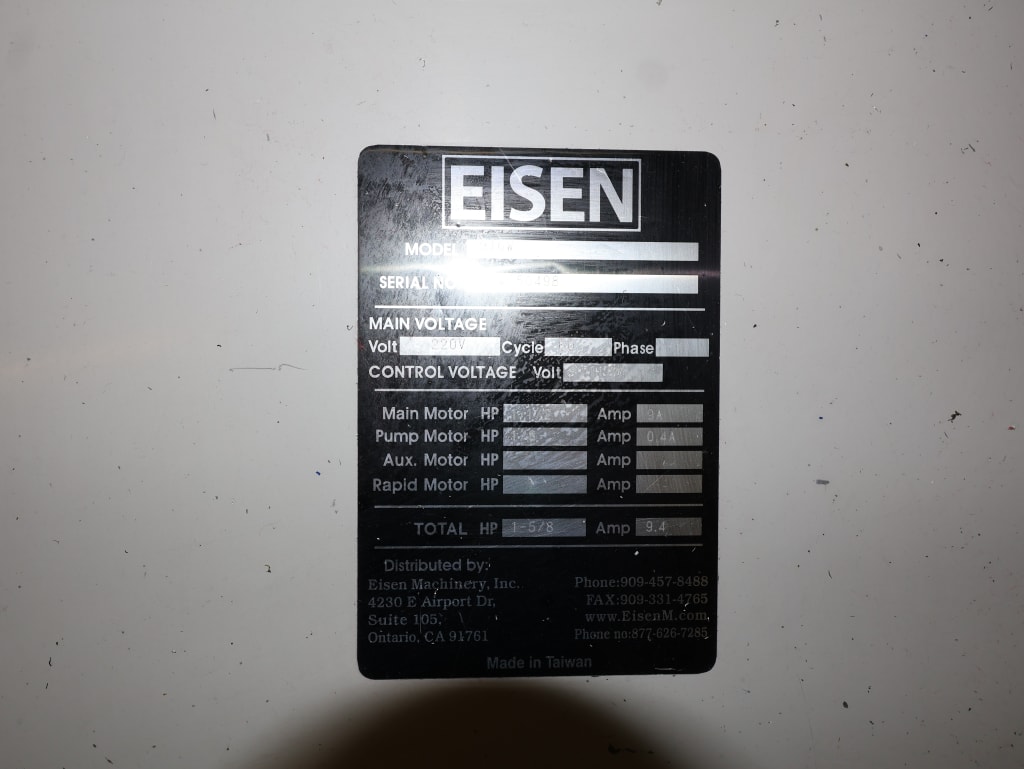 EISEN
MODEL
SERIAL NO
MAIN VOLTAGE
Volt 220V Cycle 60 Phase
CONTROL VOLTAGE Volt
Main Motor HP Amp 9A
Pump Motor HP 1/8 Amp 0.4A
Aux. Motor HP Amp
Rapid Motor HP Amp
TOTAL HP 1-5/8 Amp 9.4
Distributed by:
Eisen Machinery, Inc. Phone:909-457-8488
4230 E Airport Dr, FAX:909-331-4765
Suite 105, www.EisenM.com
Ontario, CA 91761 Phone no:877-626-7285
Made in Taiwan